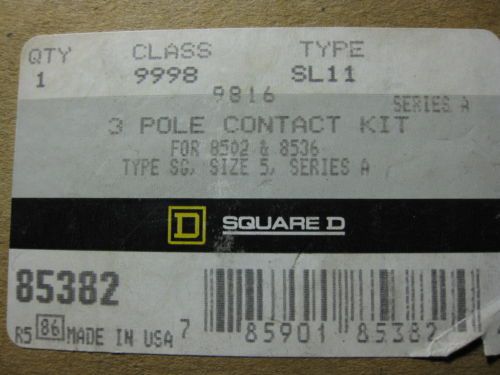 QTY CLASS TYPE
1 9998 SL11
9816 SERIES A
3 POLE CONTACT KIT
FOR 8502 & 8536
TYPE SG, SIZE 5, SERIES A
D SQUARE D
85382
R5 86 MADE IN USA 7 85901 85382